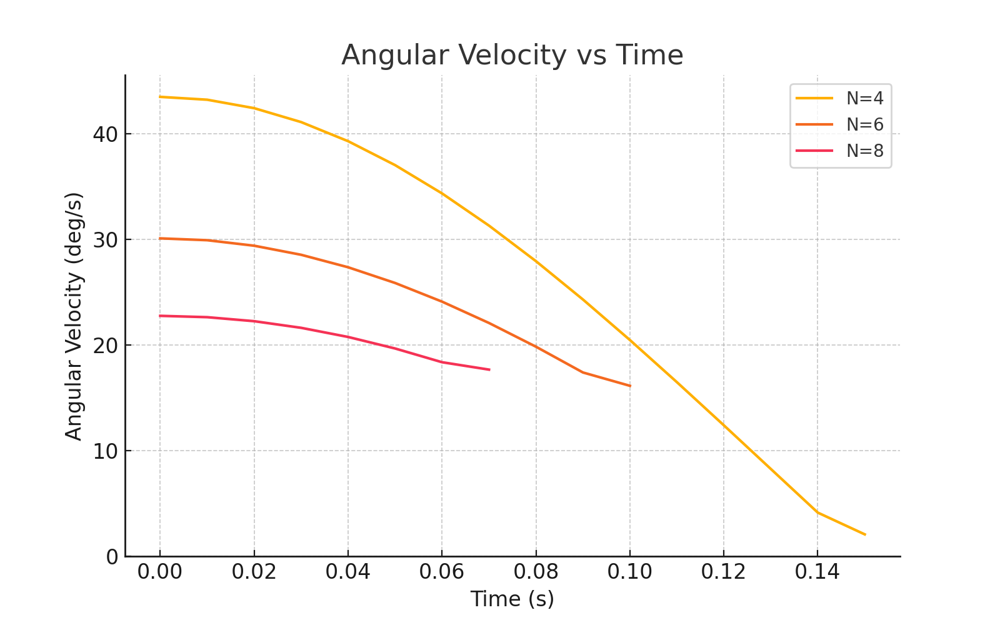 Angular Velocity vs Time
N=4
N=6
N=8
Angular Velocity (deg/s)
40
30
20
10
0
0.00 0.02 0.04 0.06 0.08 0.10 0.12 0.14
Time (s)